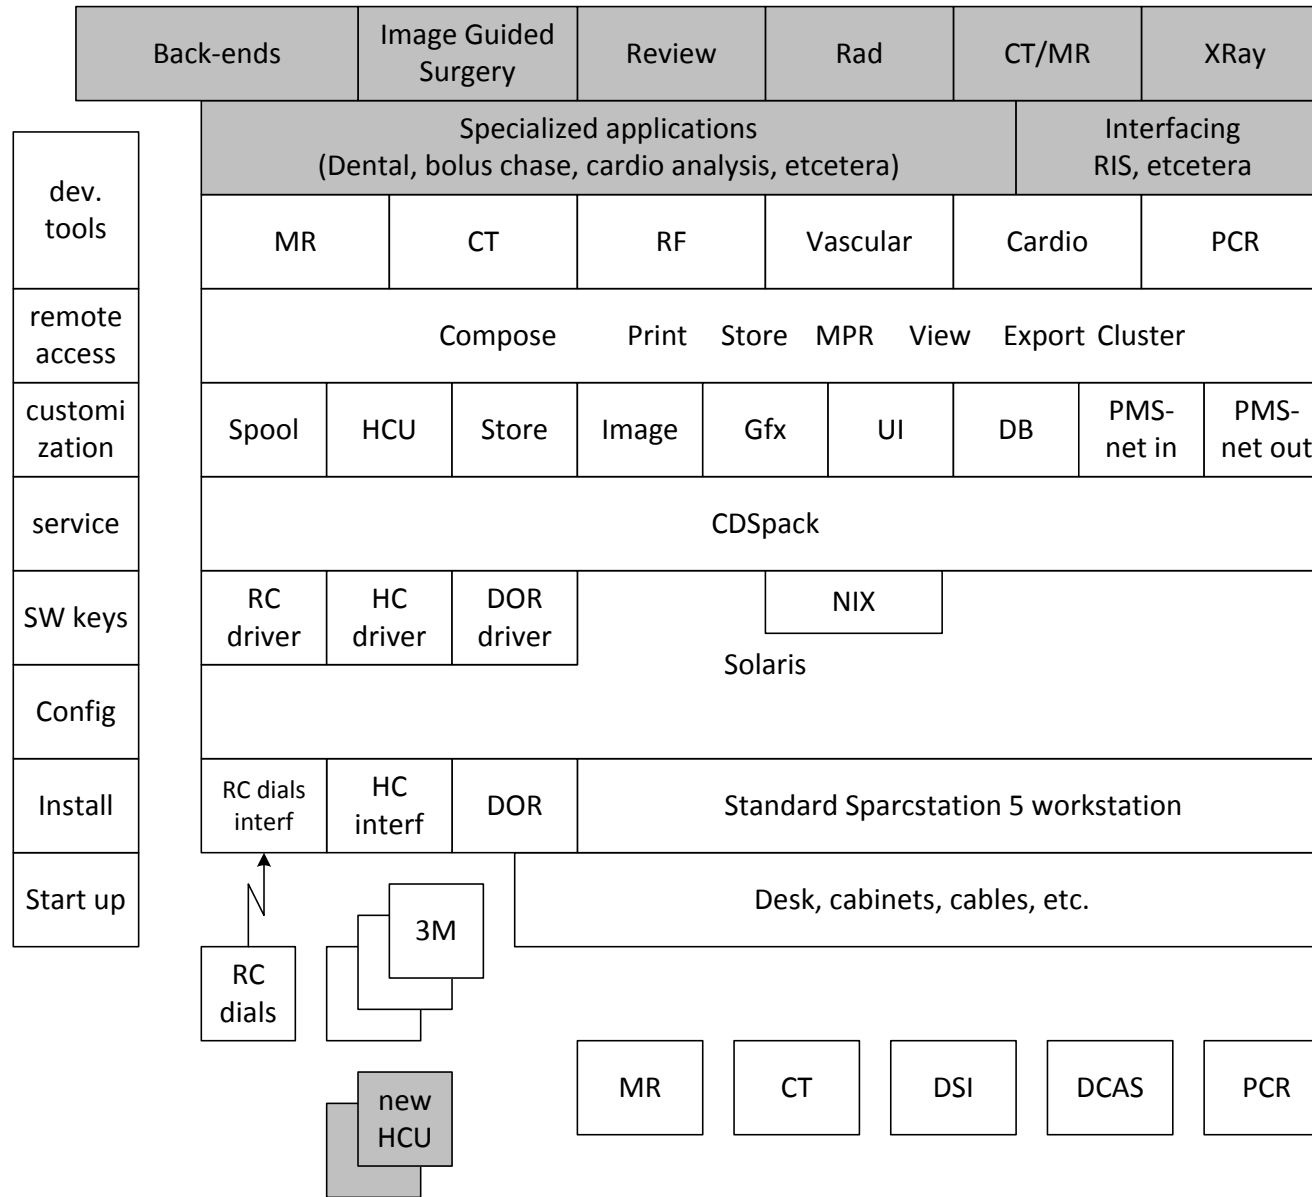 Back-ends
Image Guided
Surgery
Review
Rad
CT/MR
XRay
Specialized applications
(Dental, bolus chase, cardio analysis, etcetera)
Interfacing
RIS, etcetera
dev.
tools
MR
CT
RF
Vascular
Cardio
PCR
remote
access
Compose Print Store MPR View Export Cluster
customi
zation
Spool
HCU
Store
Image
Gfx
UI
DB
PMS-
net in
PMS-
net out
service
CDSpack
SW keys
RC
driver
HC
driver
DOR
driver
NIX
Solaris
Config
Install
RC dials
interf
HC
interf
DOR
Standard Sparcstation 5 workstation
Start up
Desk, cabinets, cables, etc.
3M
RC
dials
MR
CT
DSI
DCAS
PCR
new
HCU